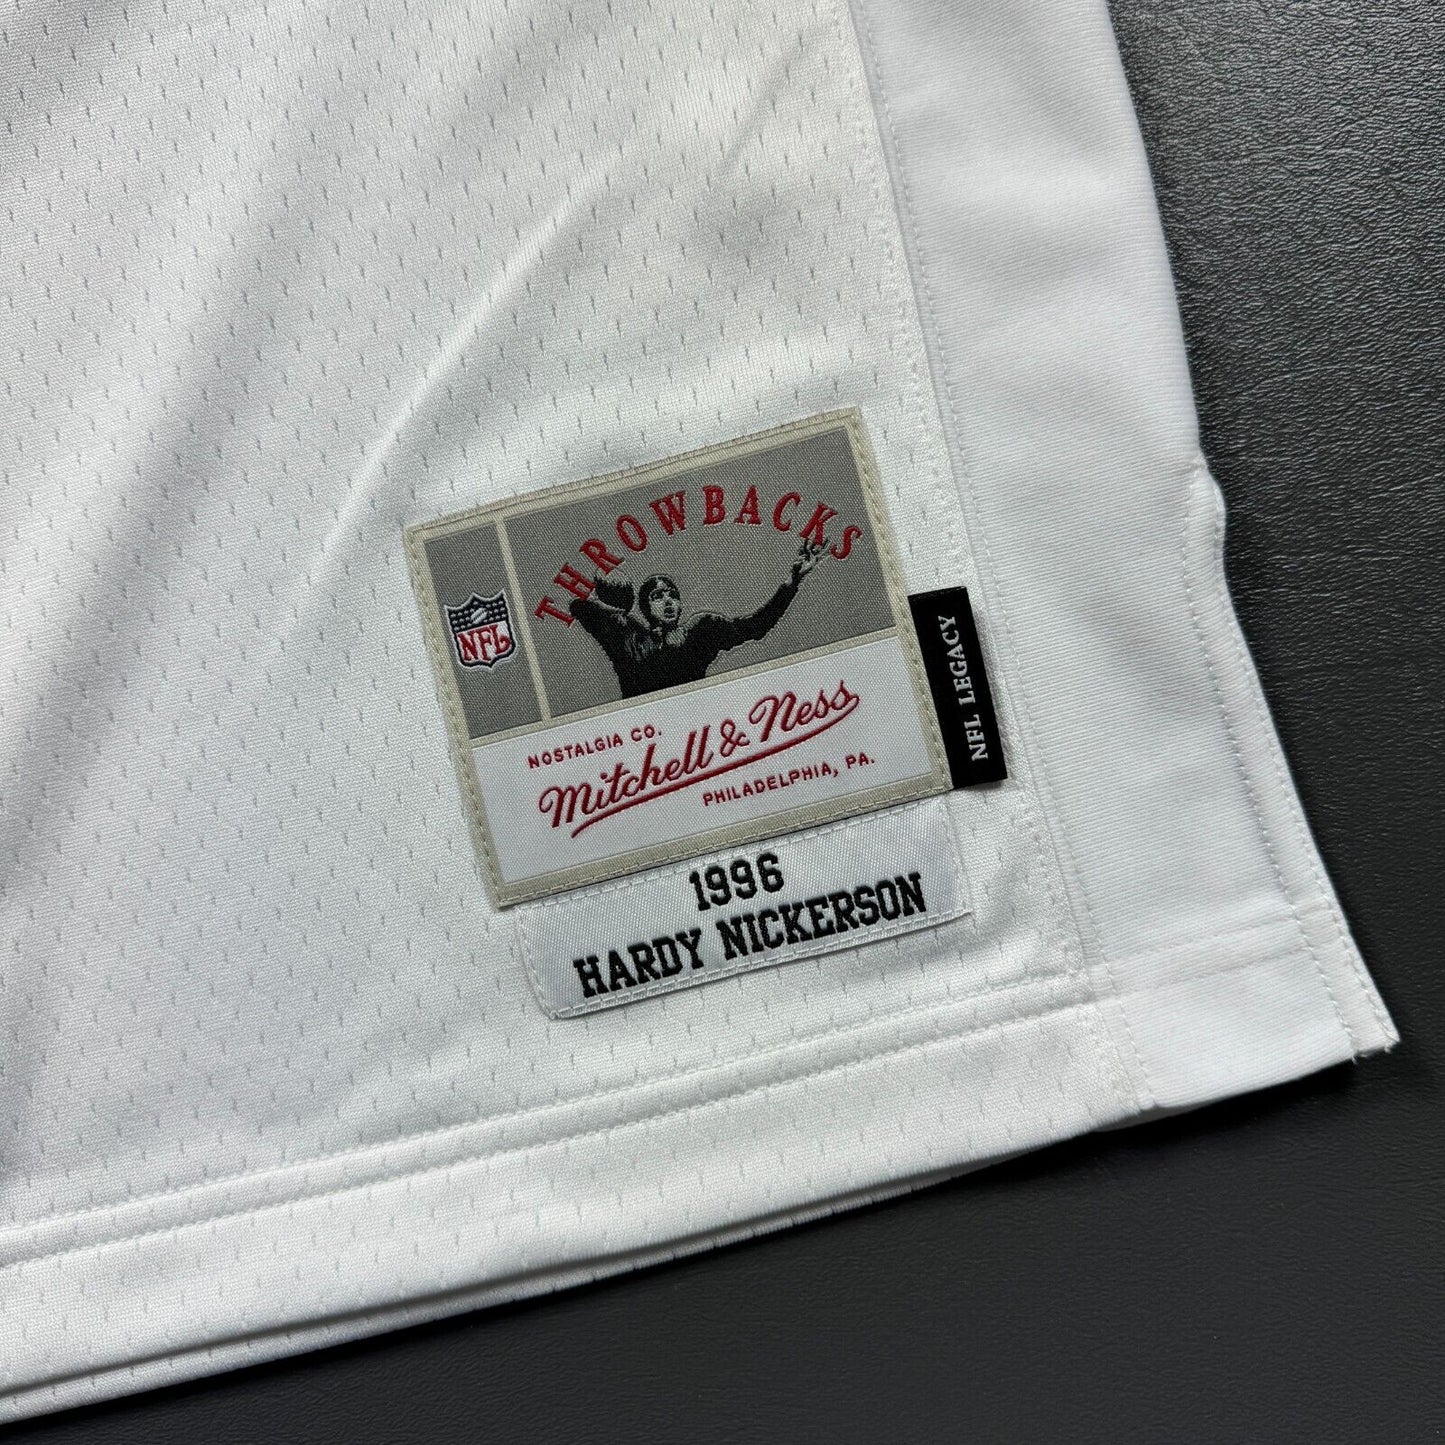 THROWBACKS
NFL
NOSTALGIA CO.
Mitchell & Ness
PHILADELPHIA, PA.
NFL LEGACY
1996
HARDY NICKERSON